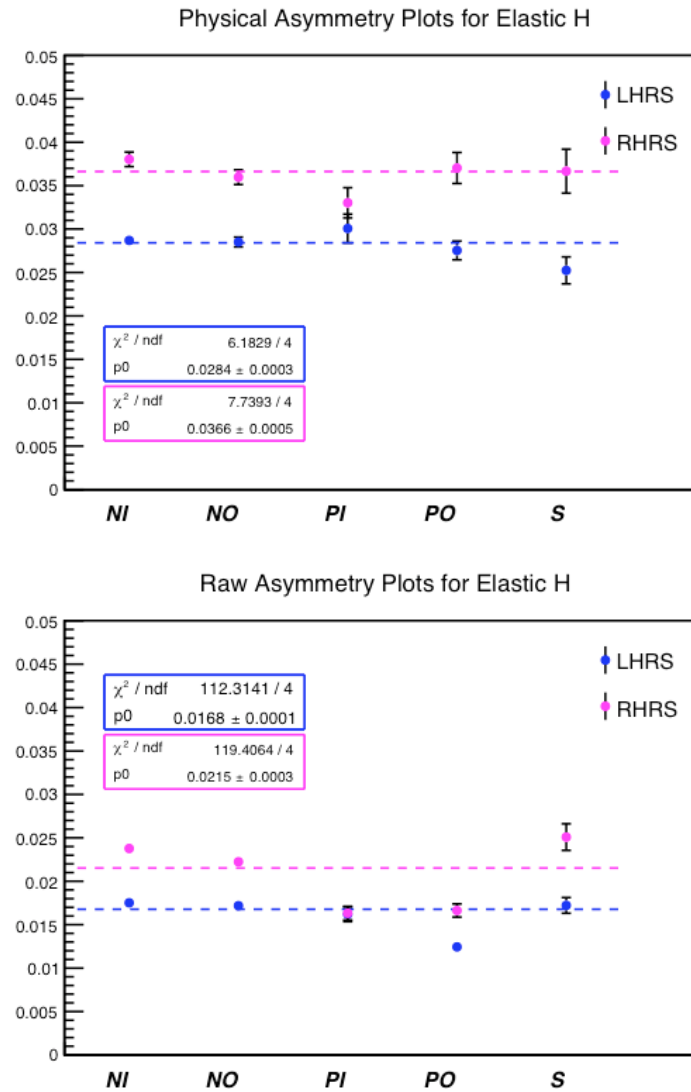 Physical Asymmetry Plots for Elastic H
0.05
0.045
0.04
0.035
0.03
0.025
0.02
0.015
0.01
0.005
0
LHRS
RHRS
χ² / ndf 6.1829 / 4
p0 0.0284 ± 0.0003
χ² / ndf 7.7393 / 4
p0 0.0366 ± 0.0005
NI NO PI PO S
Raw Asymmetry Plots for Elastic H
0.05
0.045
0.04
0.035
0.03
0.025
0.02
0.015
0.01
0.005
0
LHRS
RHRS
χ² / ndf 112.3141 / 4
p0 0.0168 ± 0.0001
χ² / ndf 119.4064 / 4
p0 0.0215 ± 0.0003
NI NO PI PO S